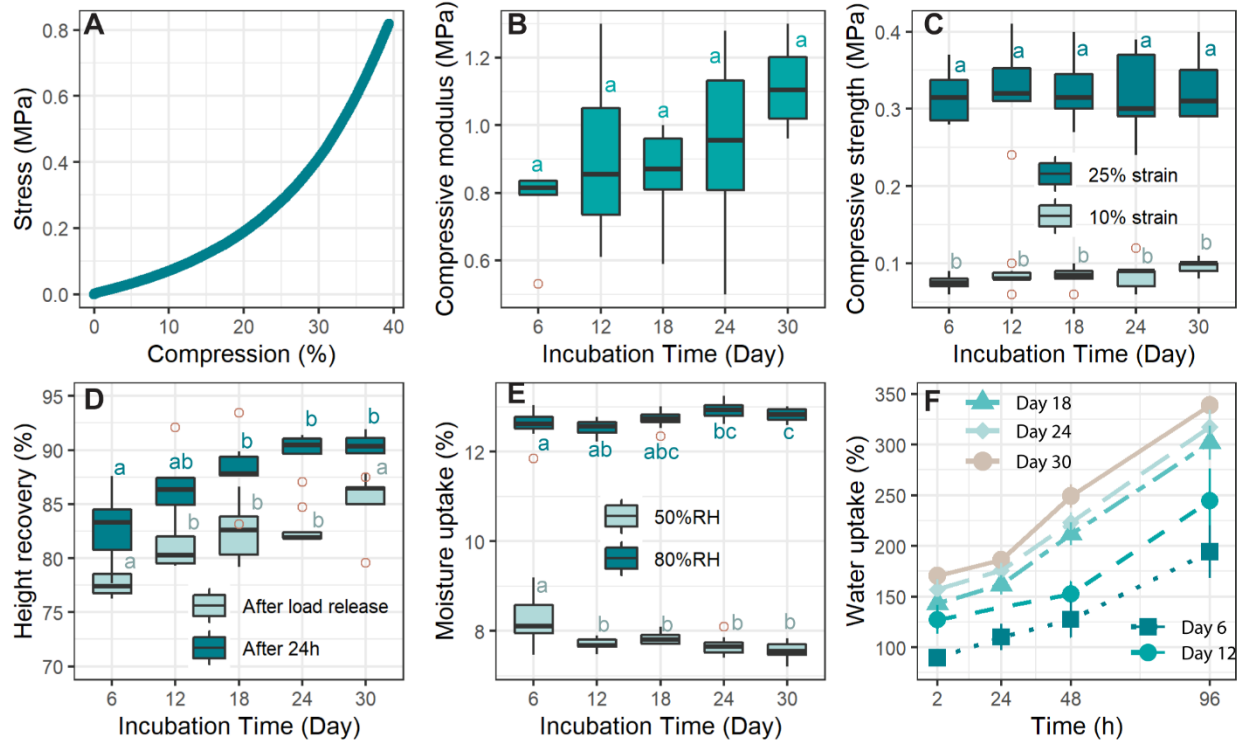 A
Stress (MPa)
0.8
0.6
0.4
0.2
0.0
0 10 20 30 40
Compression (%)
B
Compressive modulus (MPa)
1.2
1.0
0.8
0.6
a a a a a
6 12 18 24 30
Incubation Time (Day)
C
Compressive strength (MPa)
0.4
0.3
0.2
0.1
a a a a a
25% strain
10% strain
b b b b b
6 12 18 24 30
Incubation Time (Day)
D
Height recovery (%)
95
90
85
80
75
70
a ab b b b
a b b b a
After load release
After 24h
6 12 18 24 30
Incubation Time (Day)
E
Moisture uptake (%)
12
10
8
a ab abc bc c
50%RH
80%RH
a b b b b
6 12 18 24 30
Incubation Time (Day)
F
Water uptake (%)
350
300
250
200
150
100
Day 18
Day 24
Day 30
Day 6
Day 12
2 24 48 96
Time (h)